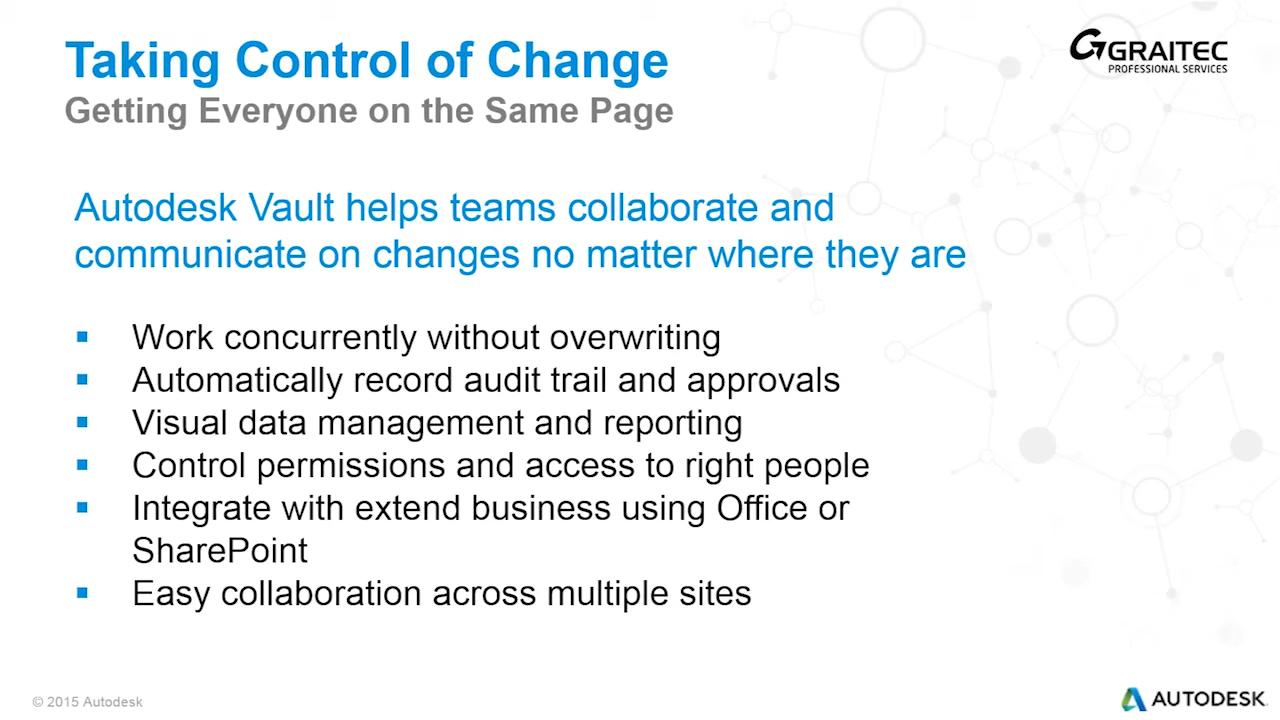 Taking Control of Change
Getting Everyone on the Same Page
GRAITEC
PROFESSIONAL SERVICES
Autodesk Vault helps teams collaborate and
communicate on changes no matter where they are
▪ Work concurrently without overwriting
▪ Automatically record audit trail and approvals
▪ Visual data management and reporting
▪ Control permissions and access to right people
▪ Integrate with extend business using Office or
SharePoint
▪ Easy collaboration across multiple sites
© 2015 Autodesk
AUTODESK.